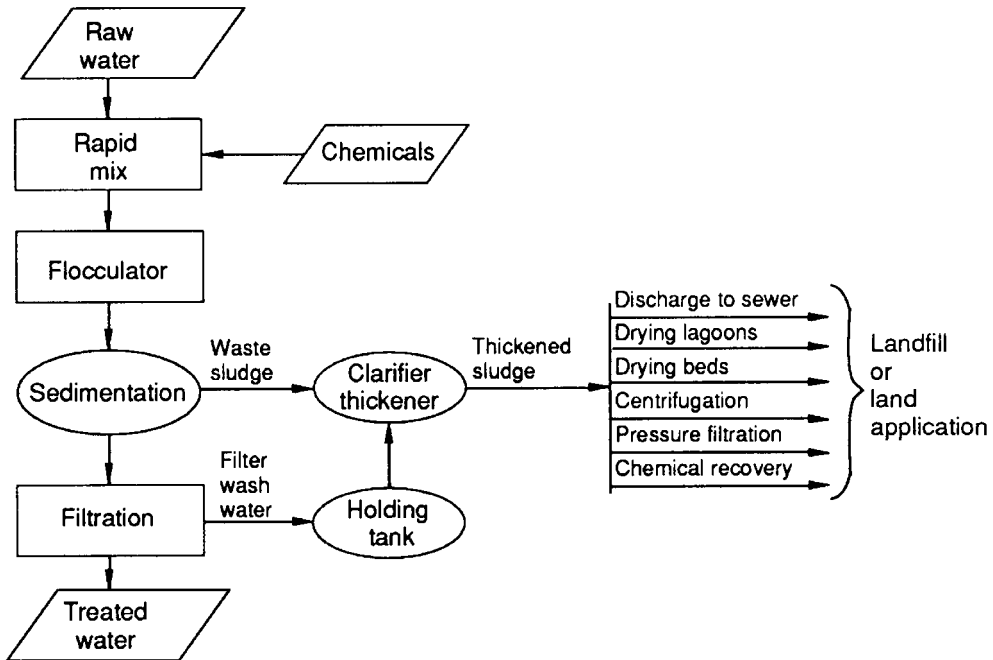 Raw
water
Rapid
mix
Chemicals
Flocculator
Sedimentation
Waste
sludge
Clarifier
thickener
Thickened
sludge
Discharge to sewer
Drying lagoons
Drying beds
Centrifugation
Pressure filtration
Chemical recovery
Landfill
or
land
application
Filtration
Filter
wash
water
Holding
tank
Treated
water